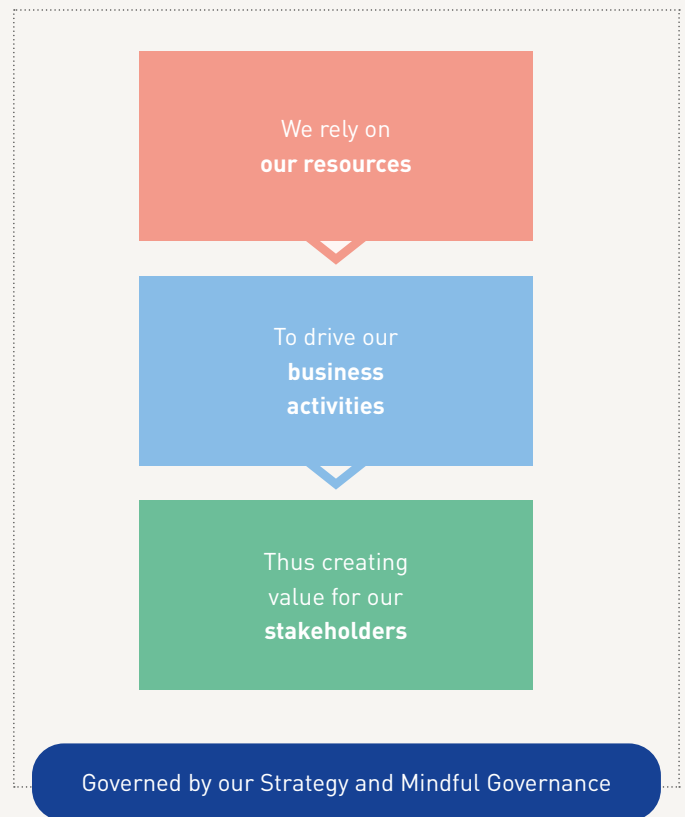 We rely on
our resources
To drive our
business
activities
Thus creating
value for our
stakeholders
Governed by our Strategy and Mindful Governance